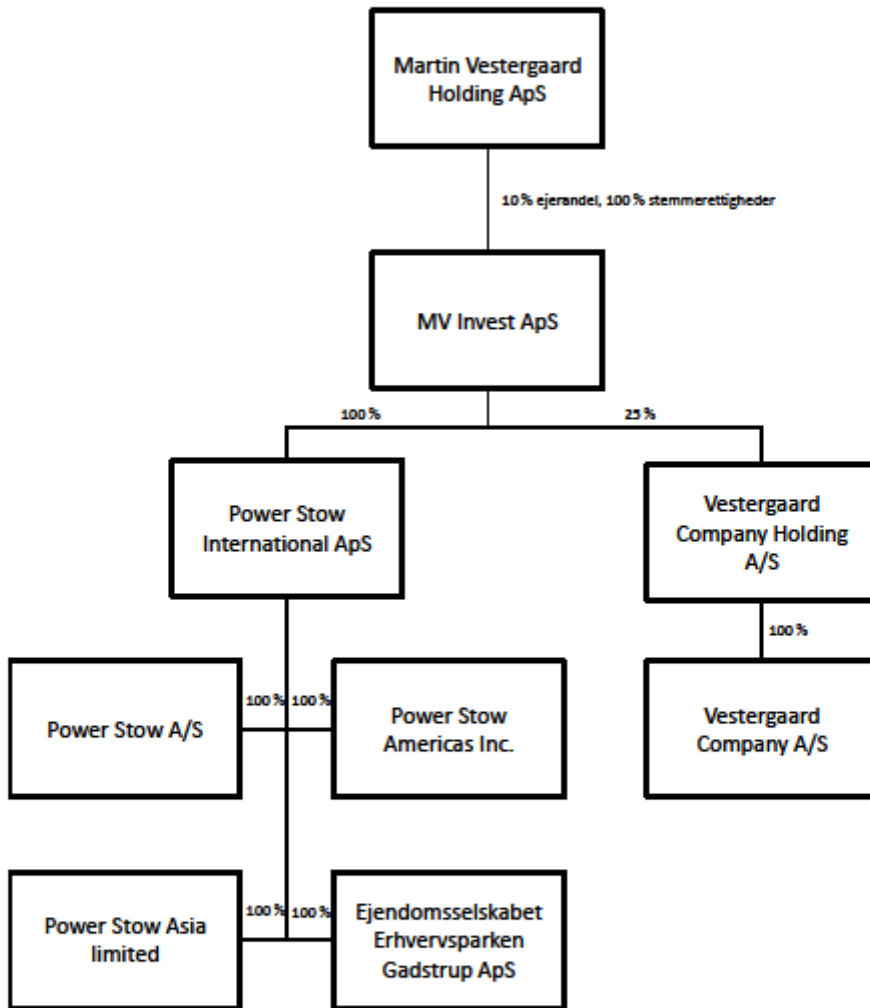 Martin Vestergaard
Holding ApS
10 % ejerandel, 100 % stemmerettigheder
MV Invest ApS
100 %
25 %
Power Stow
International ApS
Vestergaard
Company Holding
A/S
100 %
Power Stow A/S
100 %
100 %
Power Stow
Americas Inc.
Vestergaard
Company A/S
Power Stow Asia
limited
100 %
100 %
Ejendomsselskabet
Erhvervsparken
Gadstrup ApS